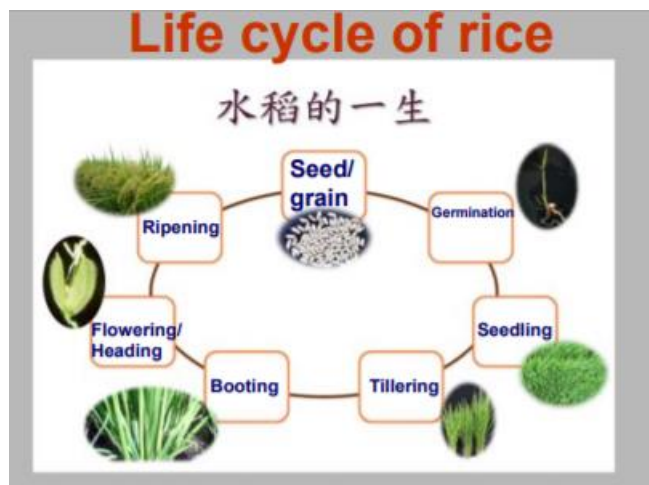 Life cycle of rice
水稻的一生
Seed/
grain
Germination
Seedling
Tillering
Booting
Flowering/
Heading
Ripening